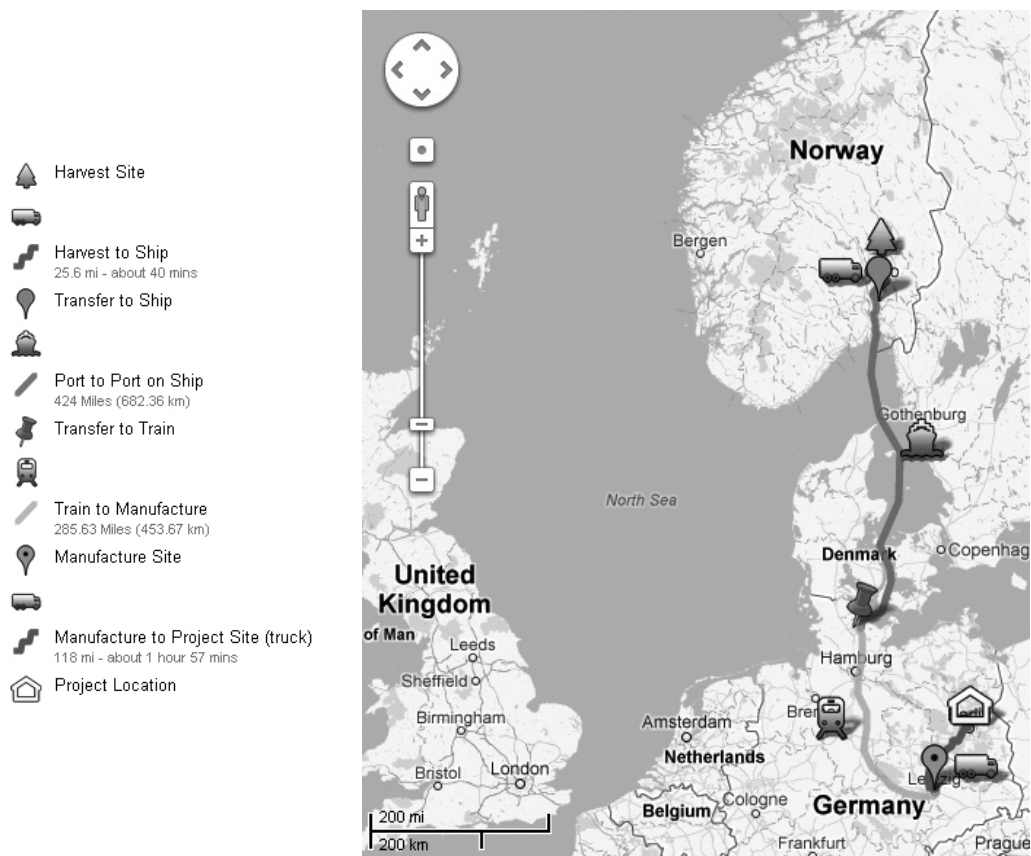 Harvest Site
Harvest to Ship
25.6 mi - about 40 mins
Transfer to Ship
Port to Port on Ship
424 Miles (682.36 km)
Transfer to Train
Train to Manufacture
285.63 Miles (453.67 km)
Manufacture Site
Manufacture to Project Site (truck)
118 mi - about 1 hour 57 mins
Project Location
Norway
Bergen
Gothenburg
North Sea
Denmark
Copenhag
United
Kingdom
of Man
Leeds
Hamburg
Sheffield
Bre
Birmingham
Amsterdam
Netherlands
Bristol
London
Germany
Belgium
Cologne
200 mi
200 km
Frankfurt
Prague